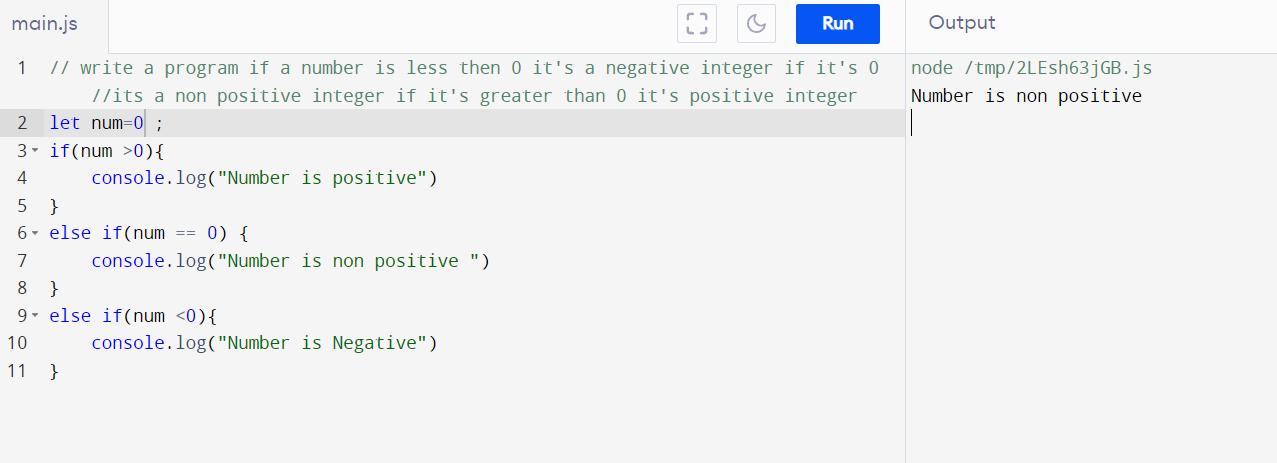 main.js
Run
Output
1 // write a program if a number is less then 0 it's a negative integer if it's 0
//its a non positive integer if it's greater than 0 it's positive integer
2 let num=0 ;
3 if(num >0){
4 console.log("Number is positive")
5 }
6 else if(num == 0) {
7 console.log("Number is non positive ")
8 }
9 else if(num <0){
10 console.log("Number is Negative")
11 }
node /tmp/2LEsh63jGB.js
Number is non positive